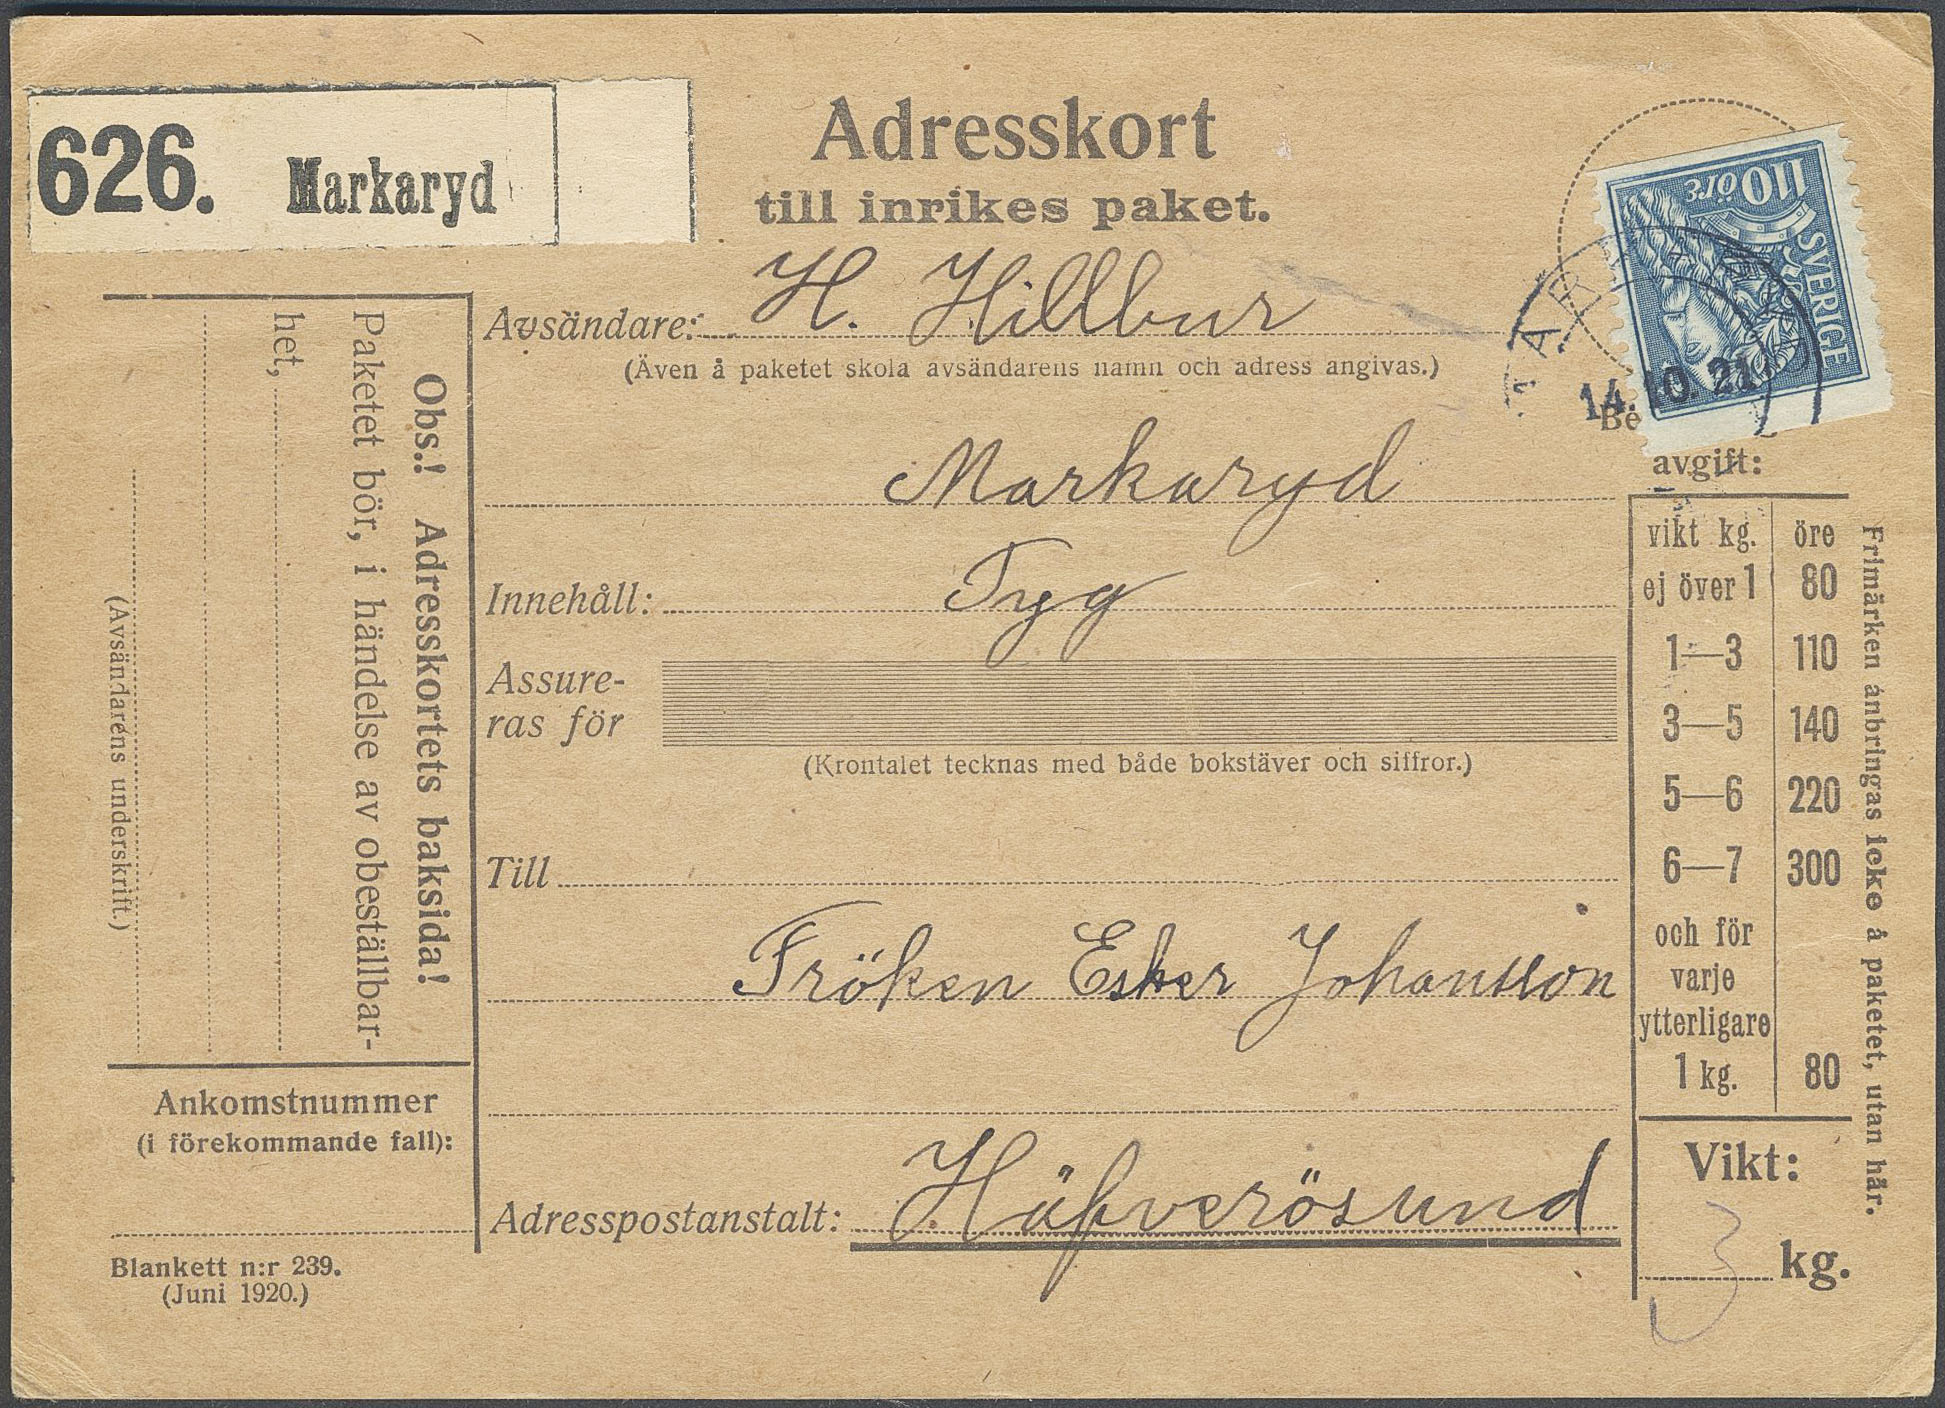 626. Markaryd
Adresskort
till inrikes paket.
110 öre
SVERIGE
14.10.21
Avsändare: H. Hillbur
(Även å paketet skola avsändarens namn och adress angivas.)
Markaryd
Innehåll: Tyg
Assure-
ras för
(Krontalet tecknas med både bokstäver och siffror.)
Till
Fröken Ester Johansson
Adresspostanstalt: Häfverösund
avgift:
vikt kg. öre
ej över 1 80
1—3 110
3—5 140
5—6 220
6—7 300
och för
varje
ytterligare
1 kg. 80
Vikt:
3 kg.
Frimärken anbringas icke å paketet, utan här.
Obs.! Adresskortets baksida!
Paketet bör, i händelse av obeställbar-
het,
(Avsändarens underskrift.)
Ankomstnummer
(i förekommande fall):
Blankett n:r 239.
(Juni 1920.)